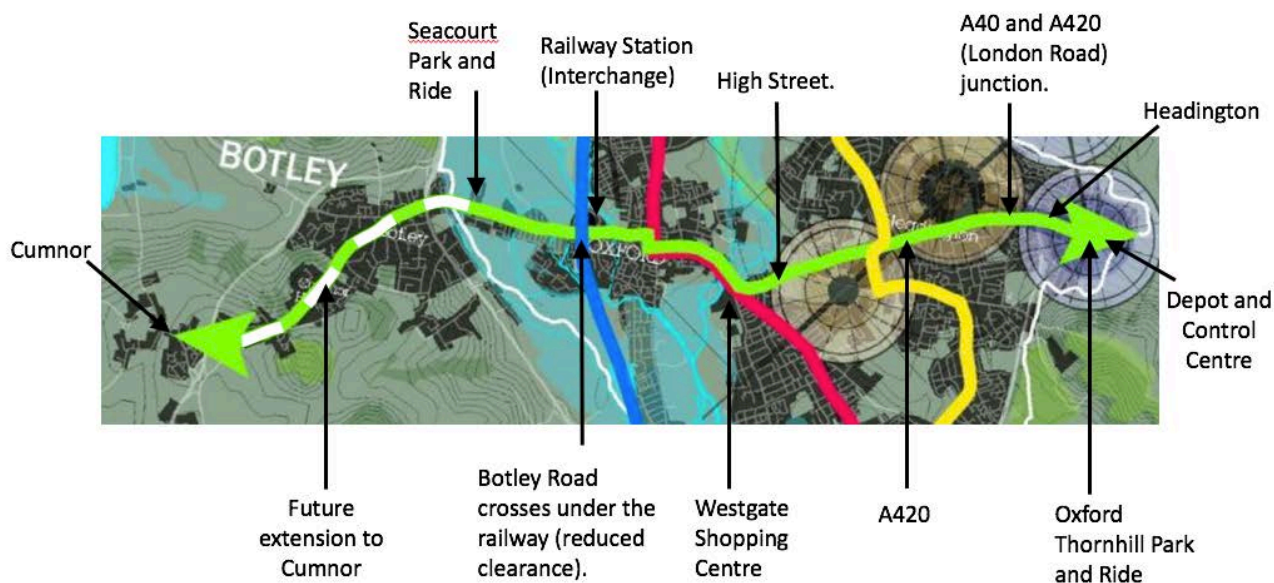 Seacourt
Park and
Ride
Railway Station
(Interchange)
High Street.
A40 and A420
(London Road)
junction.
Headington
BOTLEY
Cumnor
OXFORD
Depot and
Control
Centre
Future
extension to
Cumnor
Botley Road
crosses under the
railway (reduced
clearance).
Westgate
Shopping
Centre
A420
Oxford
Thornhill Park
and Ride